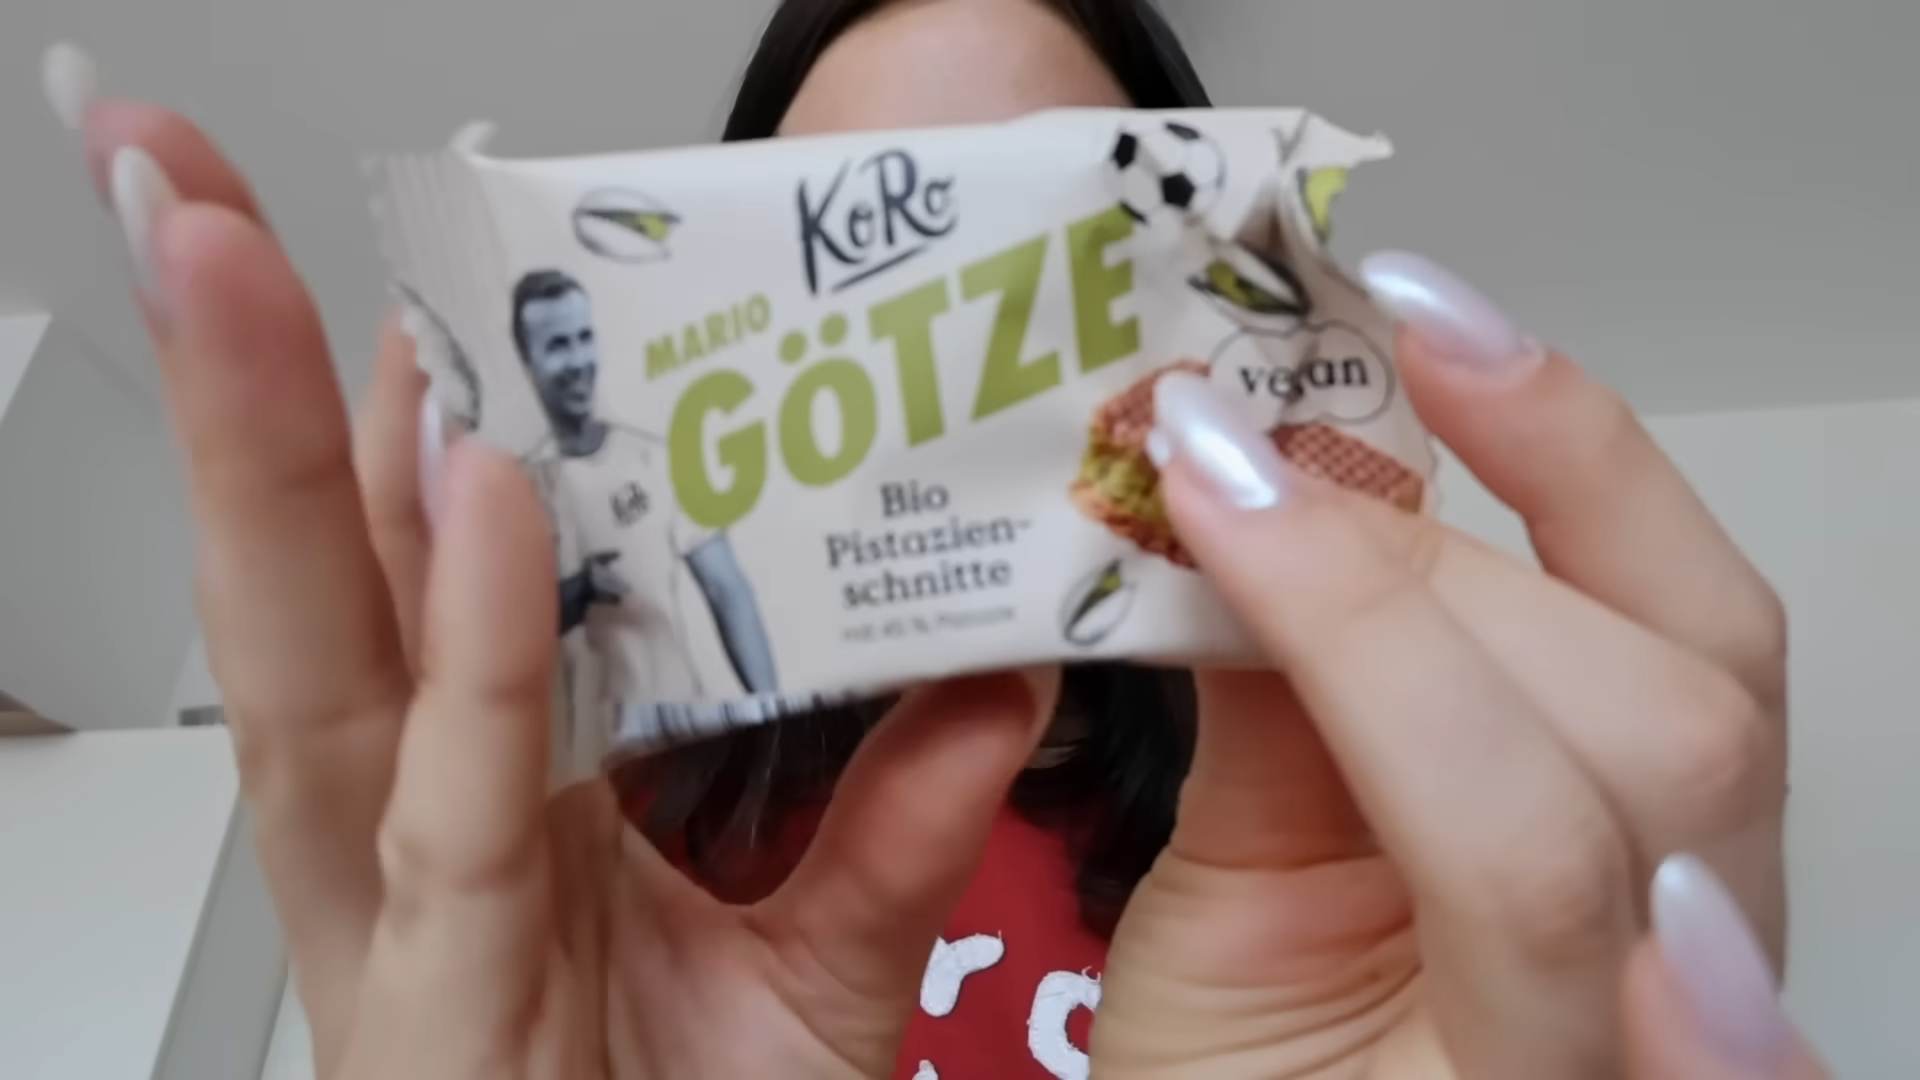 KoRo
MARIO
GÖTZE
vegan
Bio
Pistazien-
schnitte